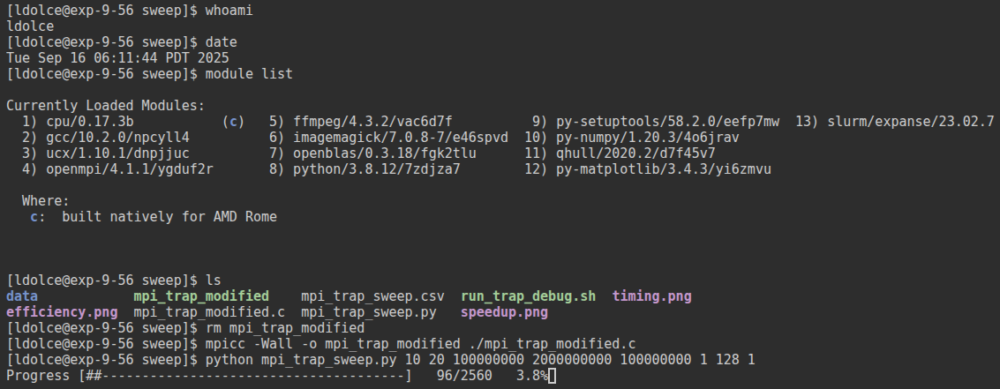 [ldolce@exp-9-56 sweep]$ whoami
ldolce
[ldolce@exp-9-56 sweep]$ date
Tue Sep 16 06:11:44 PDT 2025
[ldolce@exp-9-56 sweep]$ module list
Currently Loaded Modules:
1) cpu/0.17.3b (c) 5) ffmpeg/4.3.2/vac6d7f 9) py-setuptools/58.2.0/eefp7mw 13) slurm/expanse/23.02.7
2) gcc/10.2.0/npcyll4 6) imagemagick/7.0.8-7/e46spvd 10) py-numpy/1.20.3/4o6jrav
3) ucx/1.10.1/dnpjjuc 7) openblas/0.3.18/fgk2tlu 11) qhull/2020.2/d7f45v7
4) openmpi/4.1.1/ygduf2r 8) python/3.8.12/7zdjza7 12) py-matplotlib/3.4.3/yi6zmvu
Where:
c: built natively for AMD Rome
[ldolce@exp-9-56 sweep]$ ls
data mpi_trap_modified mpi_trap_sweep.csv run_trap_debug.sh timing.png
efficiency.png mpi_trap_modified.c mpi_trap_sweep.py speedup.png
[ldolce@exp-9-56 sweep]$ rm mpi_trap_modified
[ldolce@exp-9-56 sweep]$ mpicc -Wall -o mpi_trap_modified ./mpi_trap_modified.c
[ldolce@exp-9-56 sweep]$ python mpi_trap_sweep.py 10 20 100000000 2000000000 100000000 1 128 1
Progress [##--------------------------------------] 96/2560 3.8%